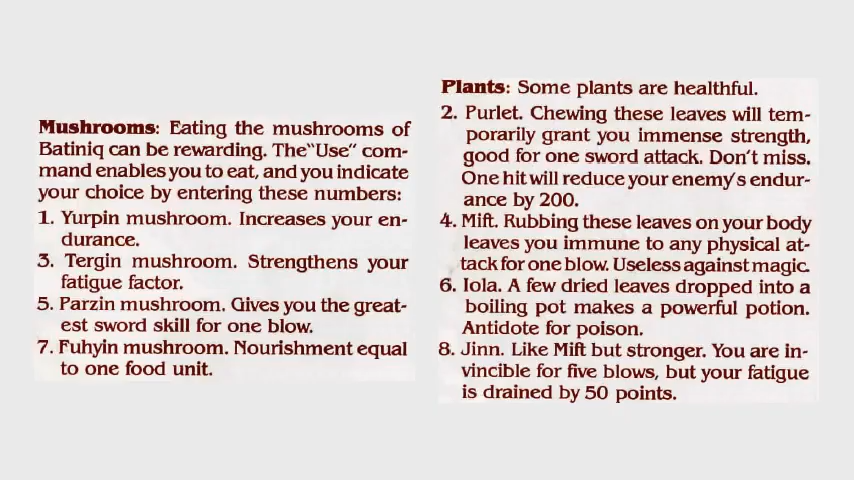 Mushrooms: Eating the mushrooms of
Batiniq can be rewarding. The"Use" com-
mand enables you to eat, and you indicate
your choice by entering these numbers:
1. Yurpin mushroom. Increases your en-
durance.
3. Tergin mushroom. Strengthens your
fatigue factor.
5. Parzin mushroom. Gives you the great-
est sword skill for one blow.
7. Fuhyin mushroom. Nourishment equal
to one food unit.
Plants: Some plants are healthful.
2. Purlet. Chewing these leaves will tem-
porarily grant you immense strength,
good for one sword attack. Don't miss.
One hit will reduce your enemy's endur-
ance by 200.
4. Mift. Rubbing these leaves on your body
leaves you immune to any physical at-
tack for one blow. Useless against magic.
6. Iola. A few dried leaves dropped into a
boiling pot makes a powerful potion.
Antidote for poison.
8. Jinn. Like Mift but stronger. You are in-
vincible for five blows, but your fatigue
is drained by 50 points.